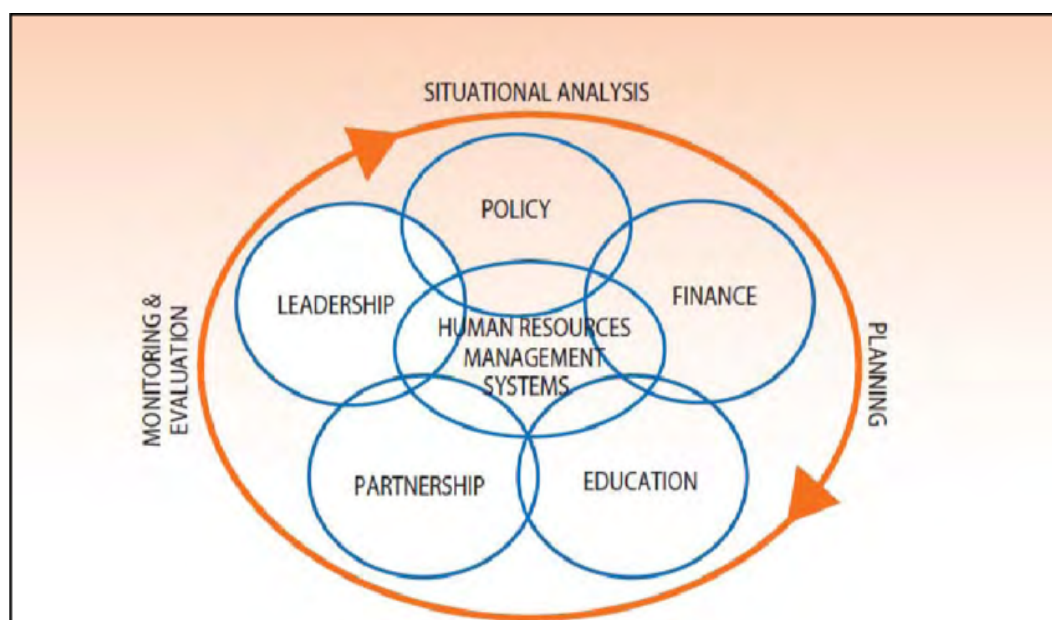 SITUATIONAL ANALYSIS
POLICY
LEADERSHIP
FINANCE
HUMAN RESOURCES
MANAGEMENT
SYSTEMS
MONITORING &
EVALUATION
PLANNING
PARTNERSHIP
EDUCATION